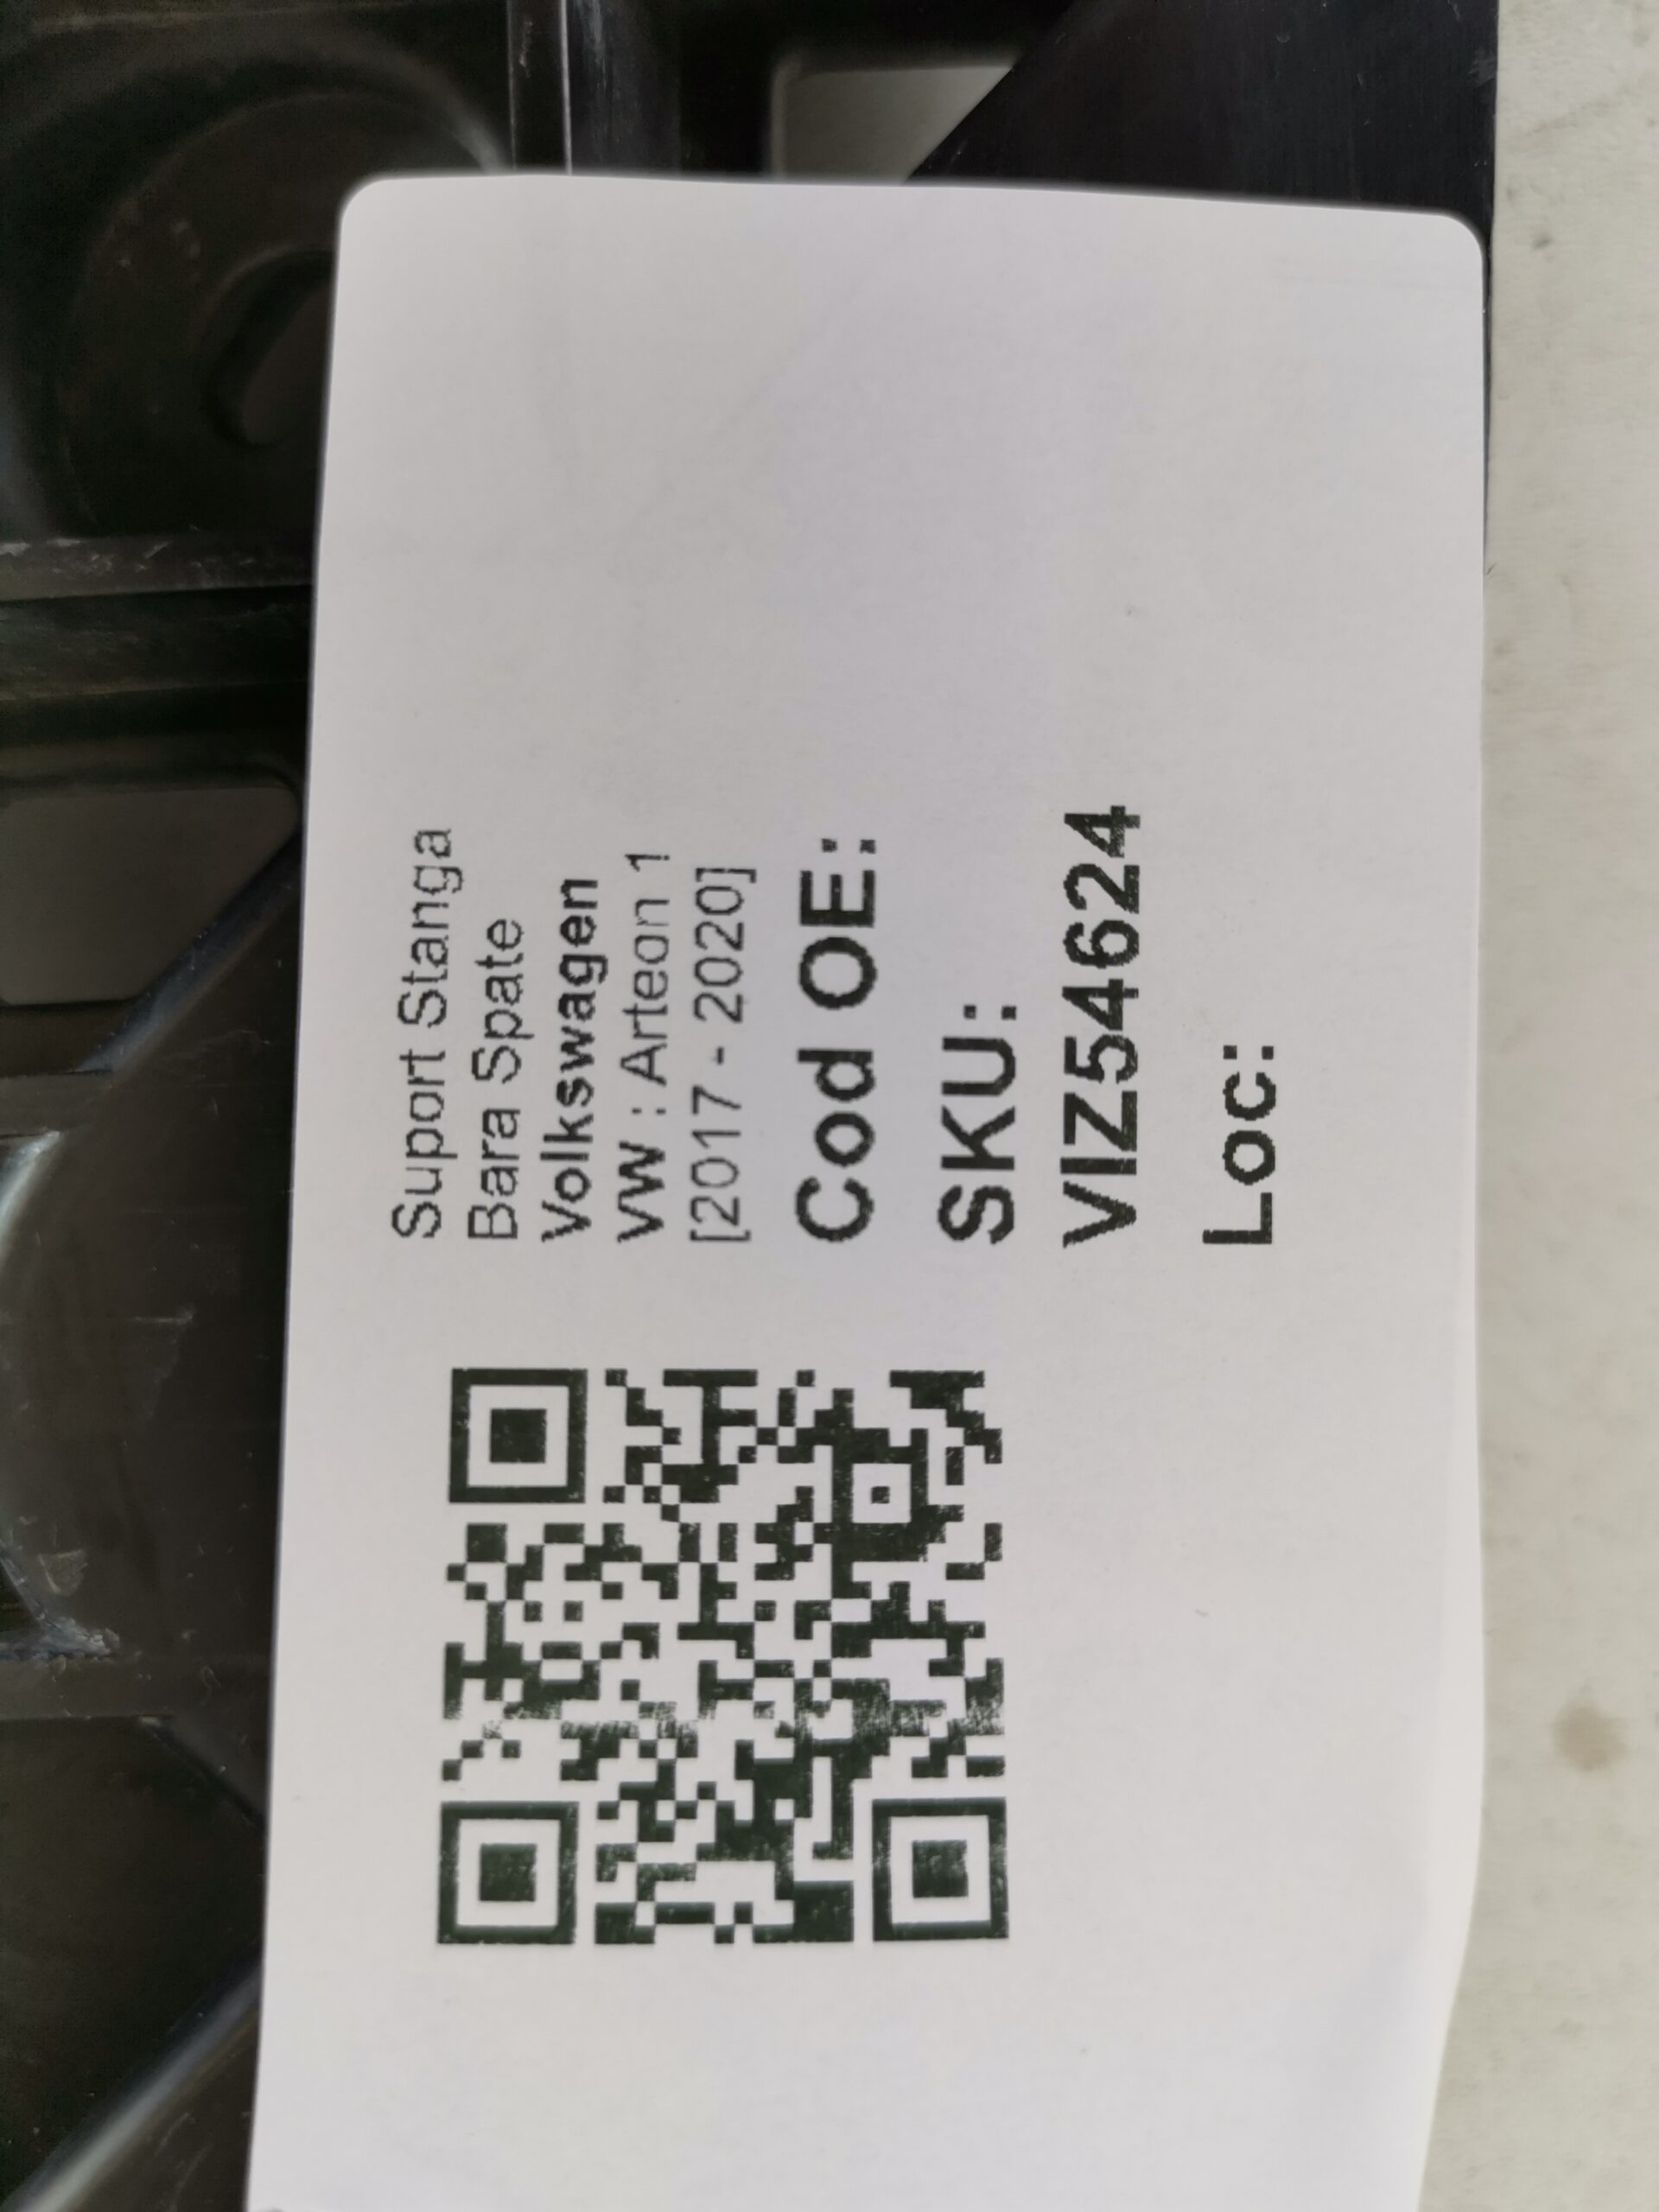 Suport Stanga
Bara Spate
Volkswagen
VW : Arteon 1
[2017 - 2020]
Cod OE:
SKU:
VIZ54624
Loc: